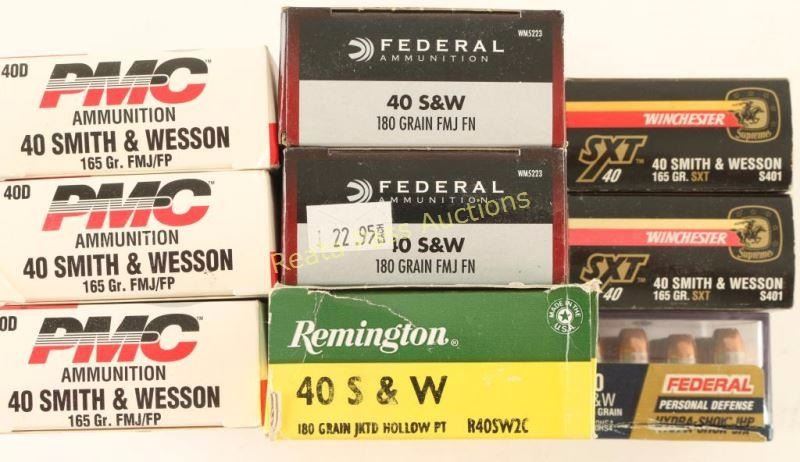 40D
PMC
AMMUNITION
40 SMITH & WESSON
165 Gr. FMJ/FP
40D
PMC
AMMUNITION
40 SMITH & WESSON
165 Gr. FMJ/FP
0D
PMC
AMMUNITION
40 SMITH & WESSON
165 Gr. FMJ/FP
WM5223
FEDERAL
AMMUNITION
40 S&W
180 GRAIN FMJ FN
WM5223
FEDERAL
AMMUNITION
22.95
EACH
40 S&W
180 GRAIN FMJ FN
Auctions
MADE IN THE U.S.A.
Remington
40 S & W
180 GRAIN JKTD HOLLOW PT R40SW2C
WINCHESTER
Supreme
SXT
40
40 SMITH & WESSON
165 GR. SXT S401
WINCHESTER
Supreme
SXT
40
40 SMITH & WESSON
165 GR. SXT S401
0
&W
GRAIN
FEDERAL
PERSONAL DEFENSE
HYDRA-SHOK JHP